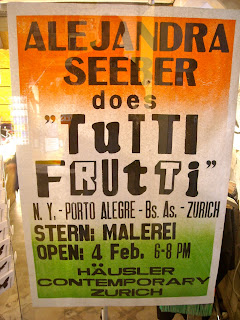 ALEJANDRA
SEEBER
does
"TUTTI
FRUTTi"
N. Y. - PORTO ALEGRE - Bs. As. - ZURICH
STERN: MALEREI
OPEN: 4 Feb. 6-8 PM
HÄUSLER
CONTEMPORARY
ZURICH